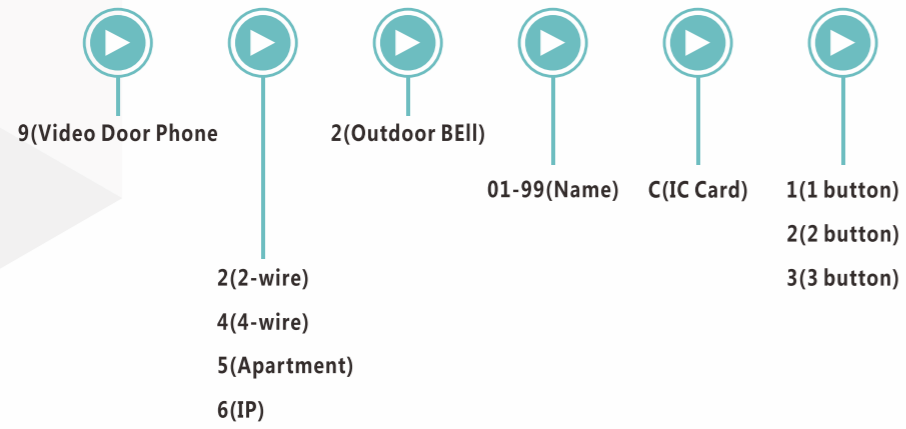 9(Video Door Phone
2(Outdoor BEll)
01-99(Name)
C(IC Card)
1(1 button)
2(2 button)
3(3 button)
2(2-wire)
4(4-wire)
5(Apartment)
6(IP)